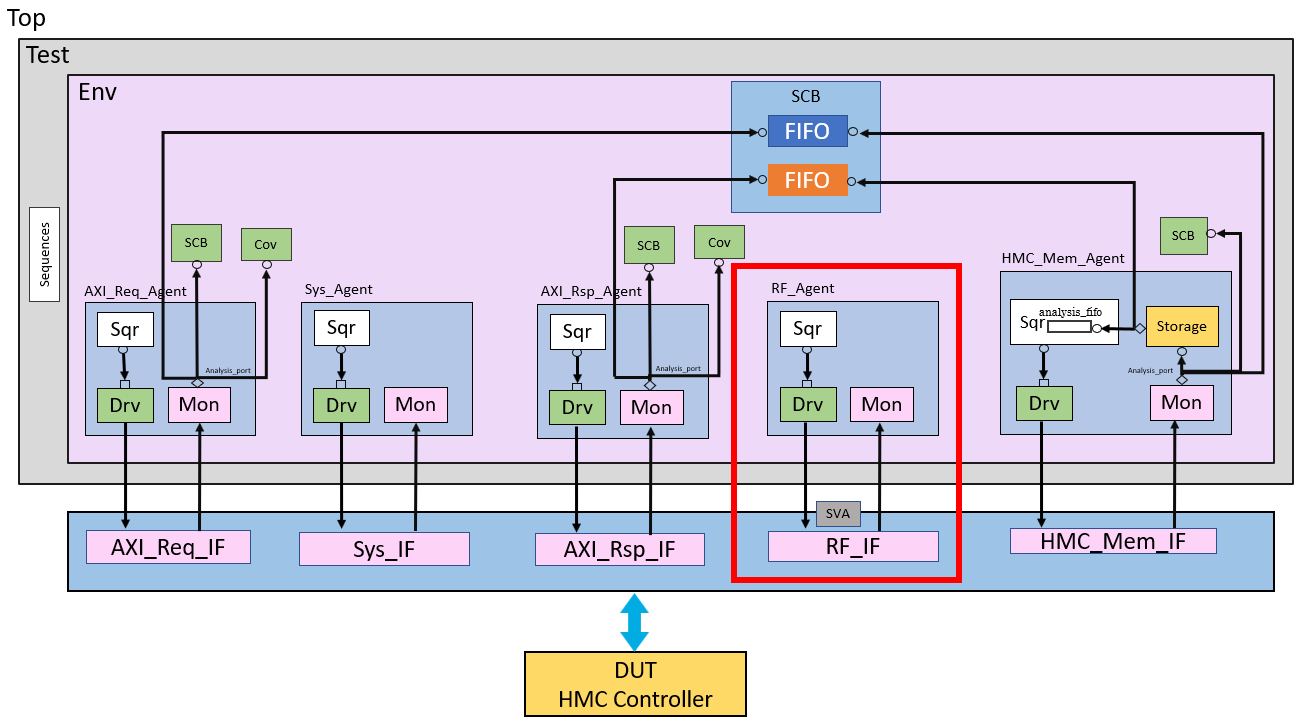 Top
Test
Env
SCB
FIFO
FIFO
Sequences
SCB
Cov
SCB
Cov
SCB
AXI_Req_Agent
Sys_Agent
AXI_Rsp_Agent
RF_Agent
HMC_Mem_Agent
Sqr
Sqr
Sqr
Sqr
Sqr
analysis_fifo
Storage
Analysis_port
Analysis_port
Analysis_port
Drv
Mon
Drv
Mon
Drv
Mon
Drv
Mon
Drv
Mon
SVA
AXI_Req_IF
Sys_IF
AXI_Rsp_IF
RF_IF
HMC_Mem_IF
DUT
HMC Controller